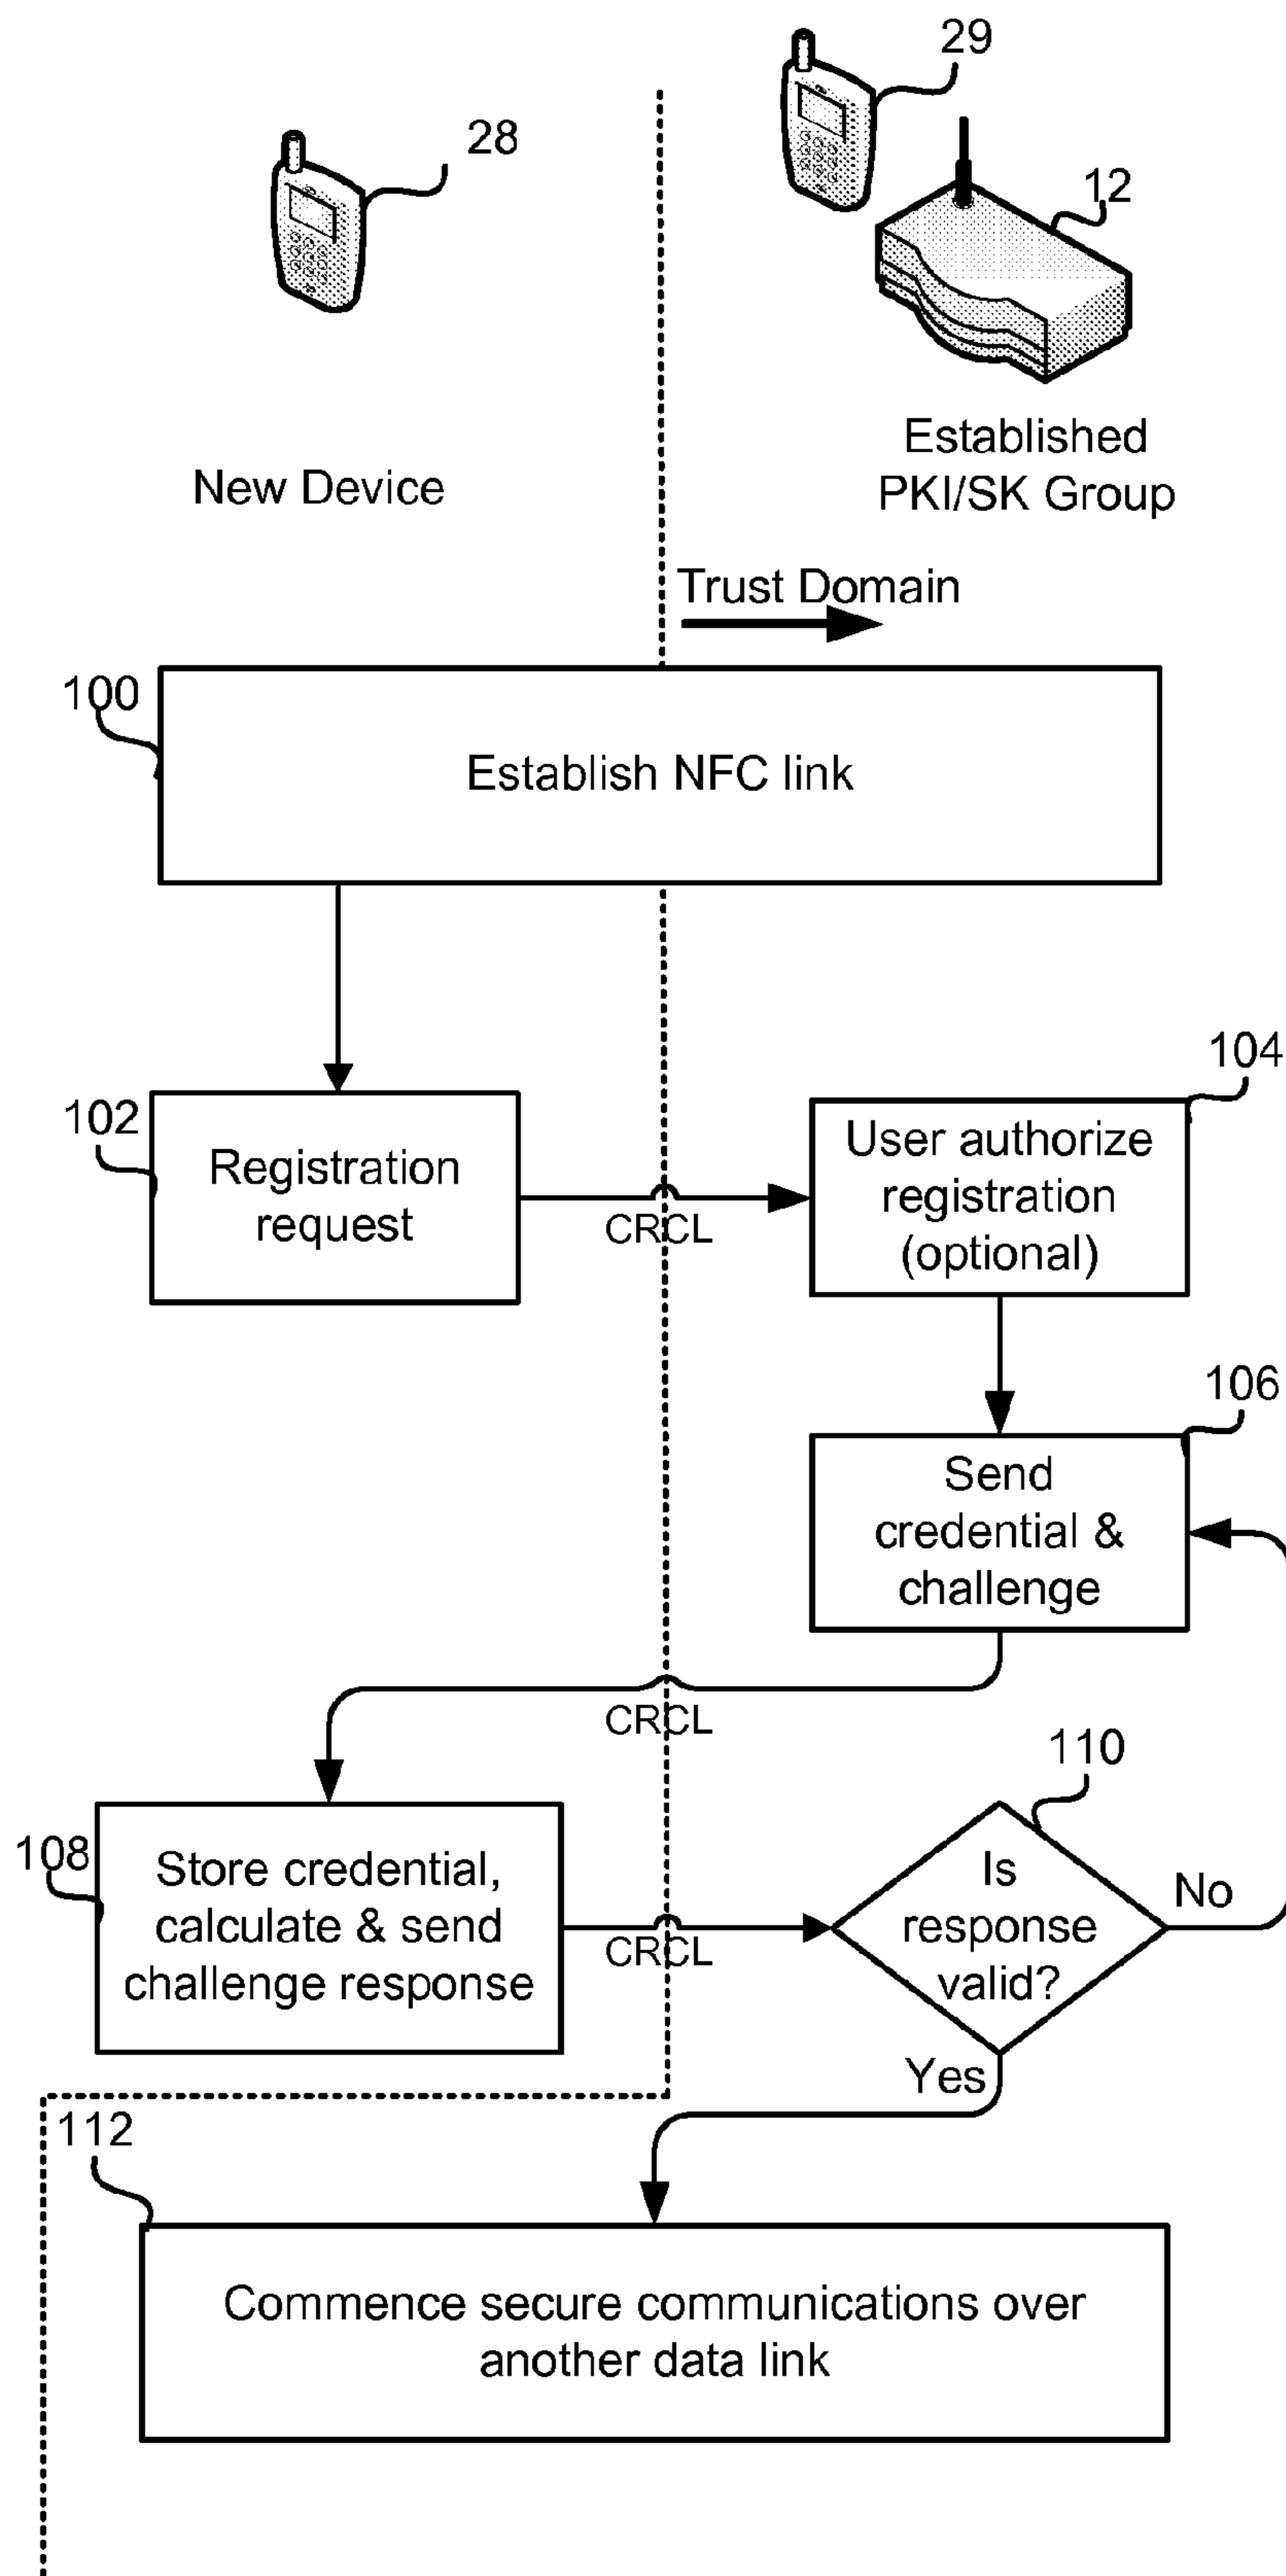 29
28
12
Established
PKI/SK Group
New Device
Trust Domain
100
Establish NFC link
104
102
User authorize
registration
(optional)
Registration
request
CRCL
106
Send
credential &
challenge
CRCL
110
108
Store credential,
calculate & send
challenge response
CRCL
Is
response
valid?
No
Yes
112
Commence secure communications over
another data link